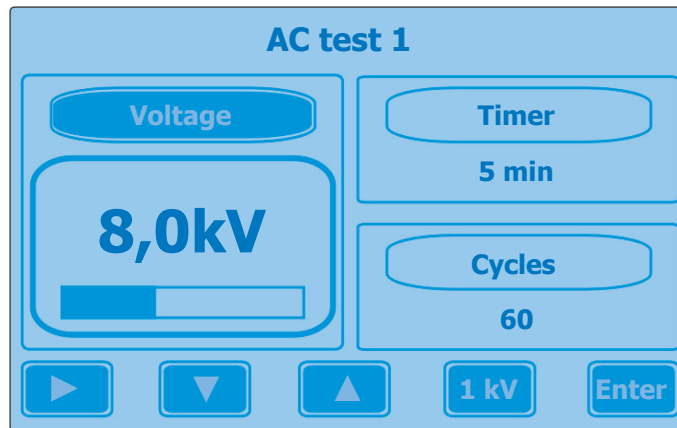 AC test 1
Voltage
8,0kV
Timer
5 min
Cycles
60
1 kV
Enter